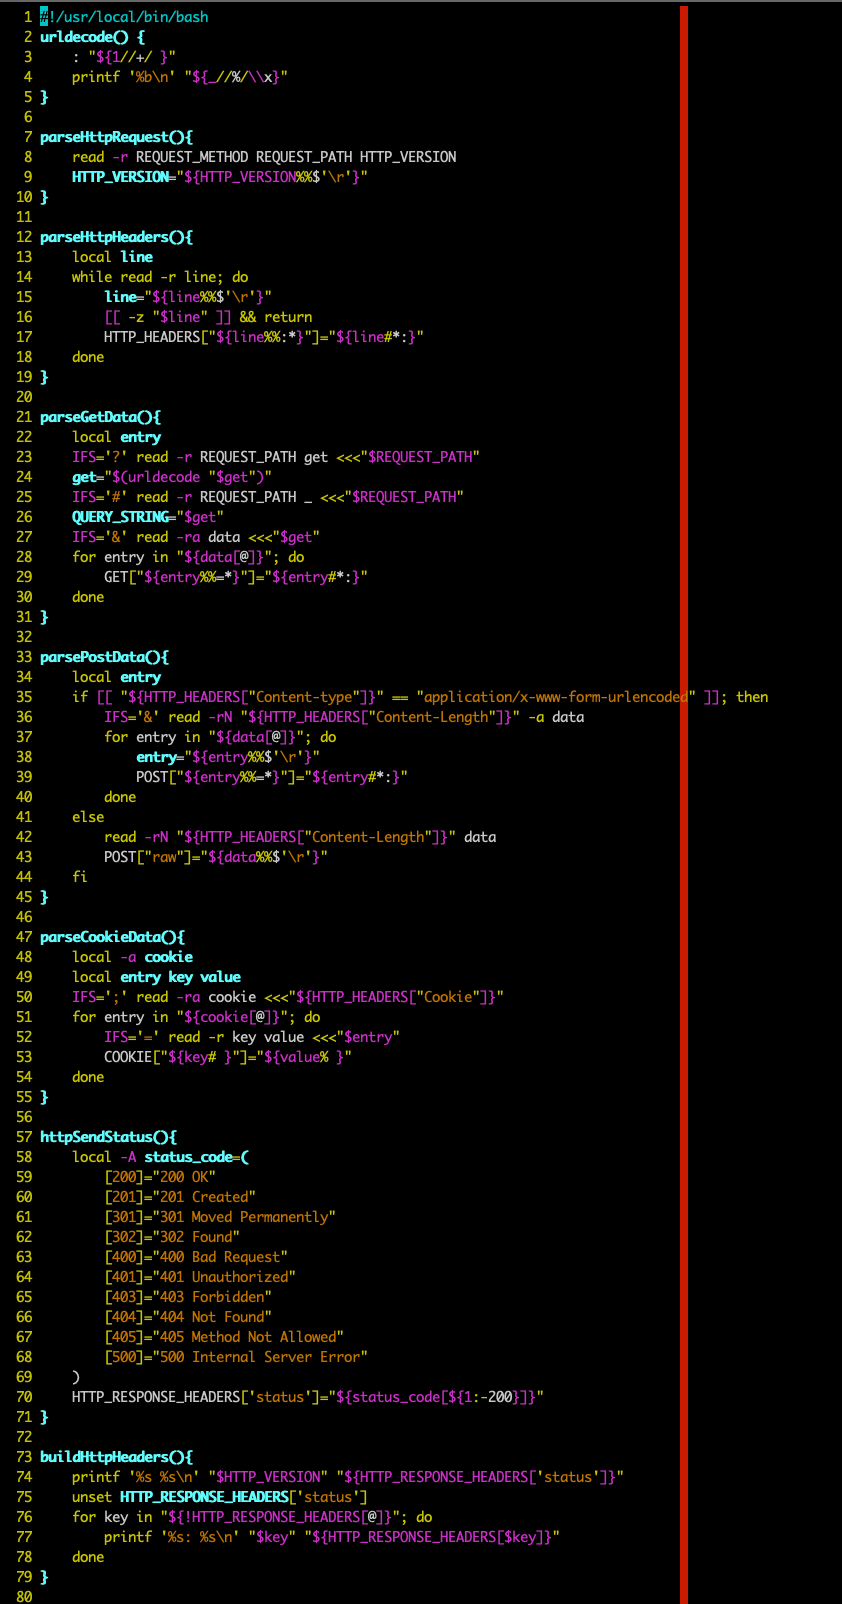 1 #!/usr/local/bin/bash
2 urldecode() {
3     : "${1//+/ }"
4     printf '%b\n' "${_//%/\\x}"
5 }
6
7 parseHttpRequest(){
8     read -r REQUEST_METHOD REQUEST_PATH HTTP_VERSION
9     HTTP_VERSION="${HTTP_VERSION%%$'\r'}"
10 }
11
12 parseHttpHeaders(){
13     local line
14     while read -r line; do
15         line="${line%%$'\r'}"
16         [[ -z "$line" ]] && return
17         HTTP_HEADERS["${line%%:*}"]="${line#*:}"
18     done
19 }
20
21 parseGetData(){
22     local entry
23     IFS='?' read -r REQUEST_PATH get <<<"$REQUEST_PATH"
24     get="$(urldecode "$get")"
25     IFS='#' read -r REQUEST_PATH _ <<<"$REQUEST_PATH"
26     QUERY_STRING="$get"
27     IFS='&' read -ra data <<<"$get"
28     for entry in "${data[@]}"; do
29         GET["${entry%%=*}"]="${entry#*:}"
30     done
31 }
32
33 parsePostData(){
34     local entry
35     if [[ "${HTTP_HEADERS["Content-type"]}" == "application/x-www-form-urlencoded" ]]; then
36         IFS='&' read -rN "${HTTP_HEADERS["Content-Length"]}" -a data
37         for entry in "${data[@]}"; do
38             entry="${entry%%$'\r'}"
39             POST["${entry%%=*}"]="${entry#*:}"
40         done
41     else
42         read -rN "${HTTP_HEADERS["Content-Length"]}" data
43         POST["raw"]="${data%%$'\r'}"
44     fi
45 }
46
47 parseCookieData(){
48     local -a cookie
49     local entry key value
50     IFS=';' read -ra cookie <<<"${HTTP_HEADERS["Cookie"]}"
51     for entry in "${cookie[@]}"; do
52         IFS='=' read -r key value <<<"$entry"
53         COOKIE["${key# }"]="${value% }"
54     done
55 }
56
57 httpSendStatus(){
58     local -A status_code=(
59         [200]="200 OK"
60         [201]="201 Created"
61         [301]="301 Moved Permanently"
62         [302]="302 Found"
63         [400]="400 Bad Request"
64         [401]="401 Unauthorized"
65         [403]="403 Forbidden"
66         [404]="404 Not Found"
67         [405]="405 Method Not Allowed"
68         [500]="500 Internal Server Error"
69     )
70     HTTP_RESPONSE_HEADERS['status']="${status_code[${1:-200}]}"
71 }
72
73 buildHttpHeaders(){
74     printf '%s %s\n' "$HTTP_VERSION" "${HTTP_RESPONSE_HEADERS['status']}"
75     unset HTTP_RESPONSE_HEADERS['status']
76     for key in "${!HTTP_RESPONSE_HEADERS[@]}"; do
77         printf '%s: %s\n' "$key" "${HTTP_RESPONSE_HEADERS[$key]}"
78     done
79 }
80